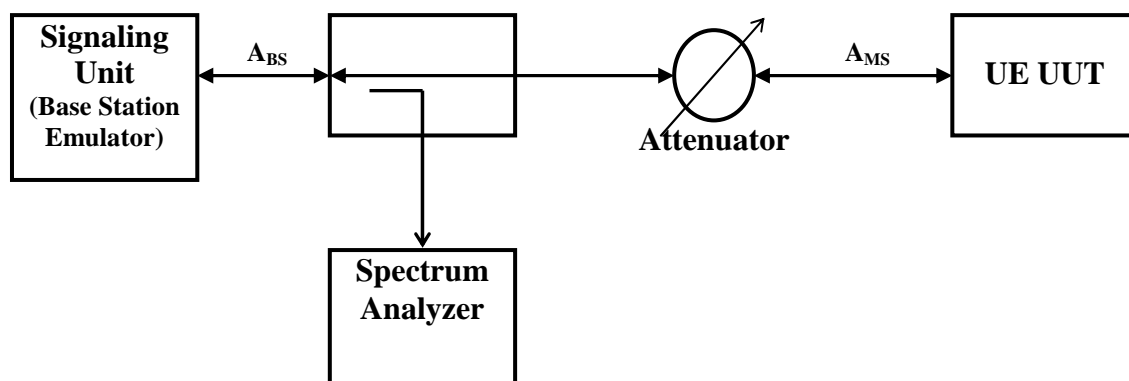 Signaling
Unit
(Base Station
Emulator)
A_BS
A_MS
UE UUT
Attenuator
Spectrum
Analyzer